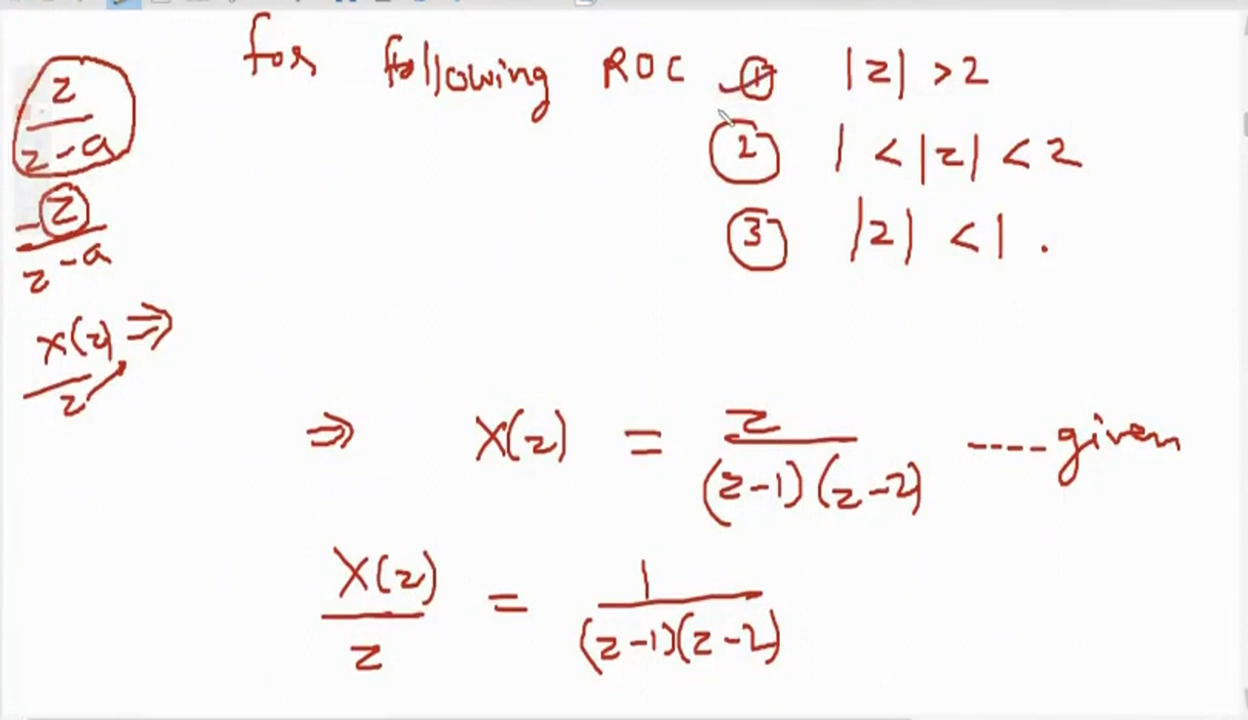 for following ROC ① |z| > 2
② 1 < |z| < 2
③ |z| < 1 .
z
z-a
-z
z-a
X(z) ⇒
z
⇒ X(z) = z / (z-1)(z-2) ---- given
X(z) / z = 1 / (z-1)(z-2)